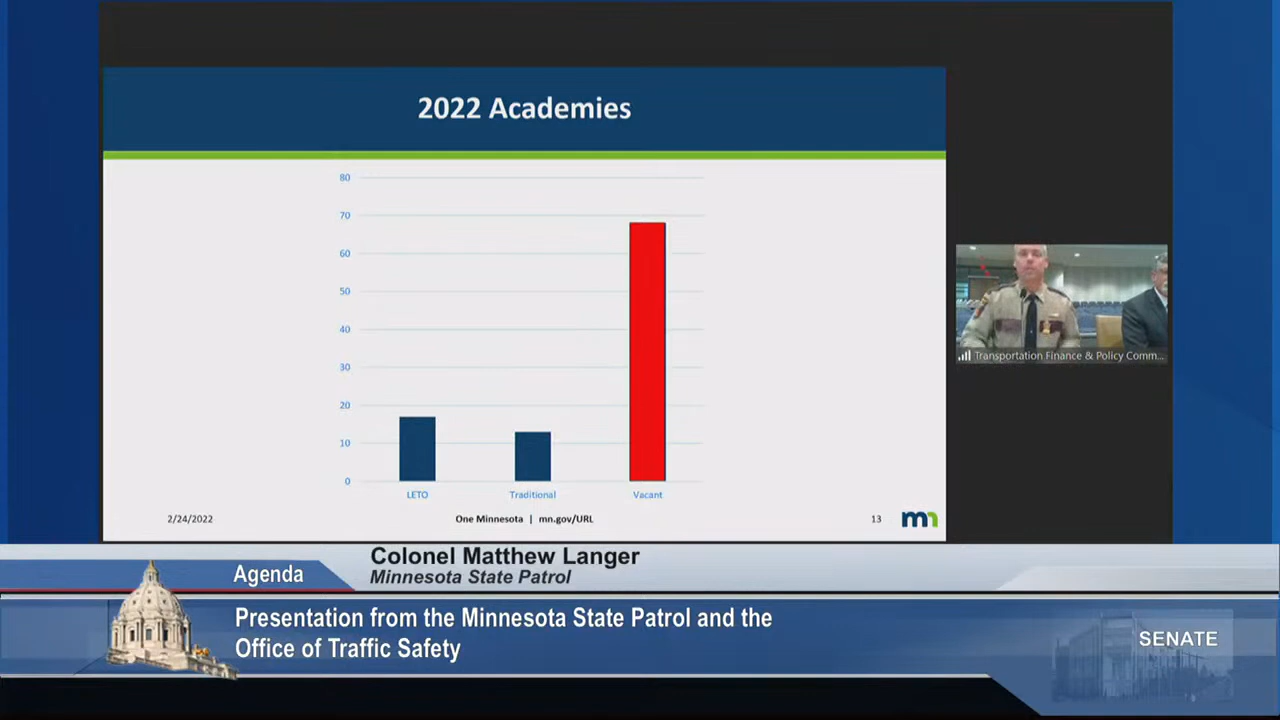 2022 Academies
80
70
60
50
40
30
20
10
0
LETO Traditional Vacant
2/24/2022 One Minnesota | mn.gov/URL 13 mn
Transportation Finance & Policy Comm...
Colonel Matthew Langer
Minnesota State Patrol
Agenda
Presentation from the Minnesota State Patrol and the
Office of Traffic Safety
SENATE